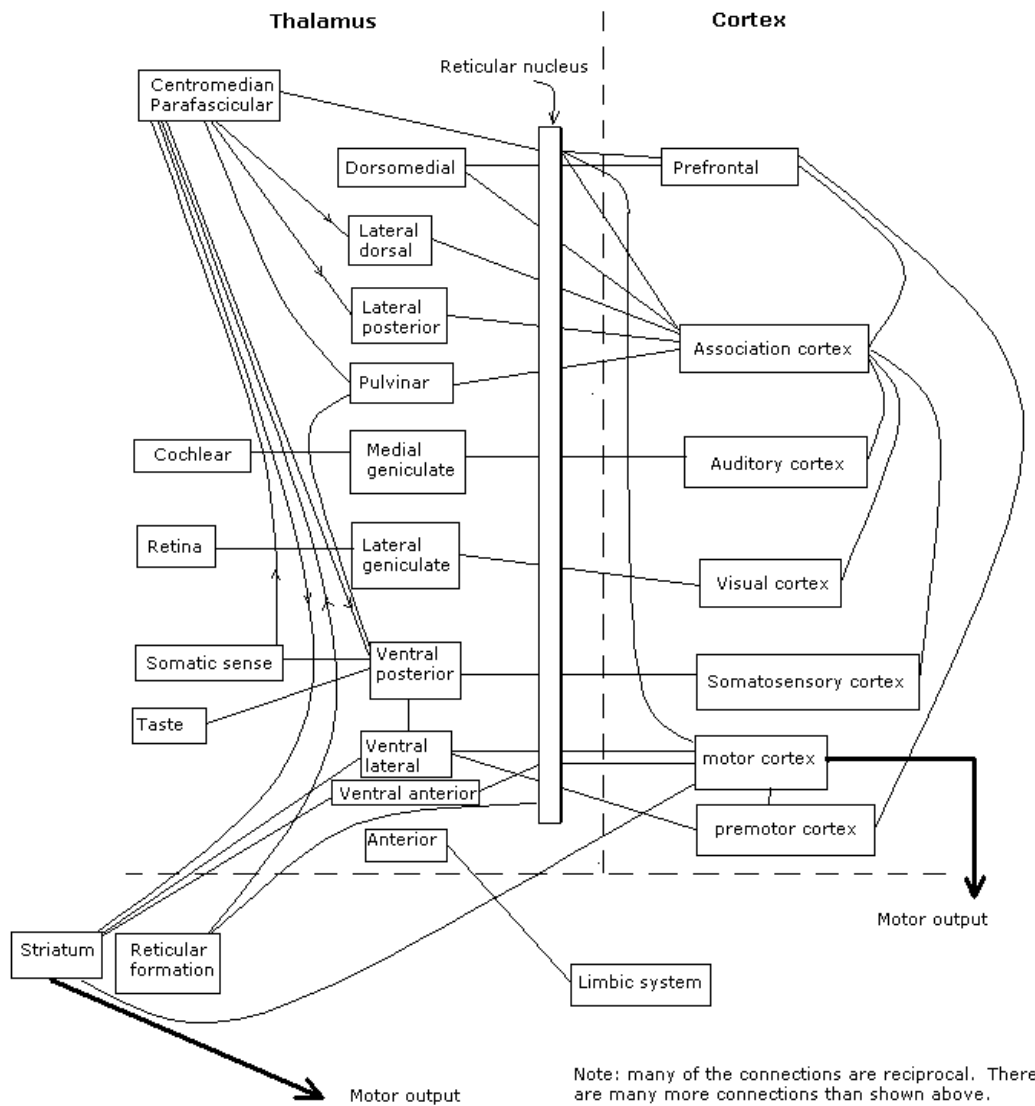 Thalamus
Cortex
Reticular nucleus
Centromedian
Parafascicular
Dorsomedial
Prefrontal
Lateral
dorsal
Lateral
posterior
Association cortex
Pulvinar
Cochlear
Medial
geniculate
Auditory cortex
Retina
Lateral
geniculate
Visual cortex
Somatic sense
Ventral
posterior
Somatosensory cortex
Taste
Ventral
lateral
motor cortex
Ventral anterior
premotor cortex
Anterior
Motor output
Striatum
Reticular
formation
Limbic system
Motor output
Note: many of the connections are reciprocal. There
are many more connections than shown above.